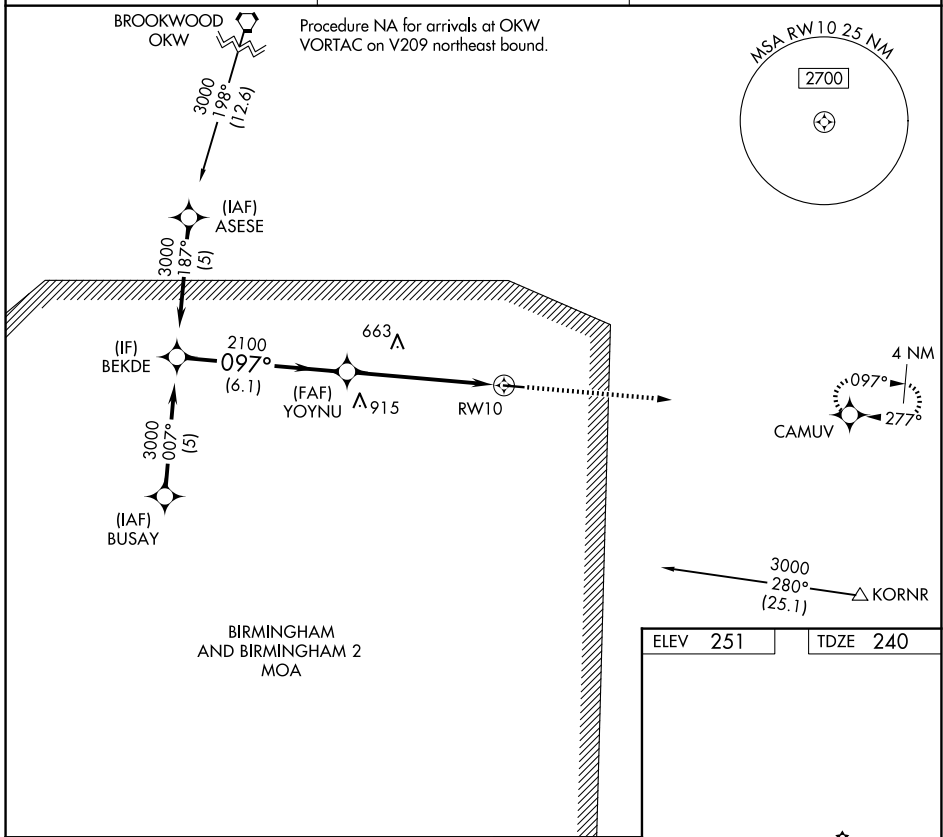 BROOKWOOD
OKW
Procedure NA for arrivals at OKW
VORTAC on V209 northeast bound.
MSA RW10 25 NM
2700
3000
198°
(12.6)
(IAF)
ASESE
3000
187°
(5)
(IF)
BEKDE
2100
097°
(6.1)
663
(FAF)
YOYNU
915
RW10
4 NM
097°
277°
CAMUV
3000
007°
(5)
(IAF)
BUSAY
3000
280°
(25.1)
KORNR
BIRMINGHAM
AND BIRMINGHAM 2
MOA
ELEV 251
TDZE 240